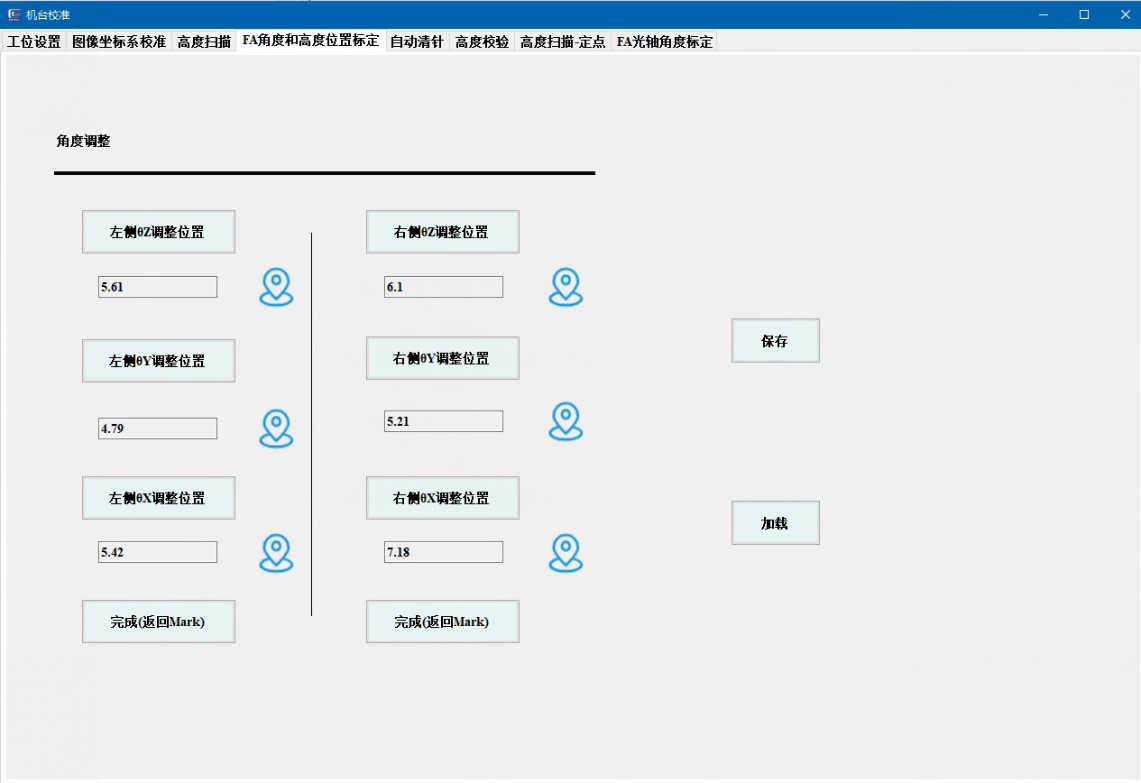 机台校准
工位设置 图像坐标系校准 高度扫描 FA角度和高度位置标定 自动清针 高度校验 高度扫描-定点 FA光轴角度标定
角度调整
左侧θZ调整位置 右侧θZ调整位置
5.61 6.1
左侧θY调整位置 右侧θY调整位置
4.79 5.21
左侧θX调整位置 右侧θX调整位置
5.42 7.18
完成(返回Mark) 完成(返回Mark)
保存
加载